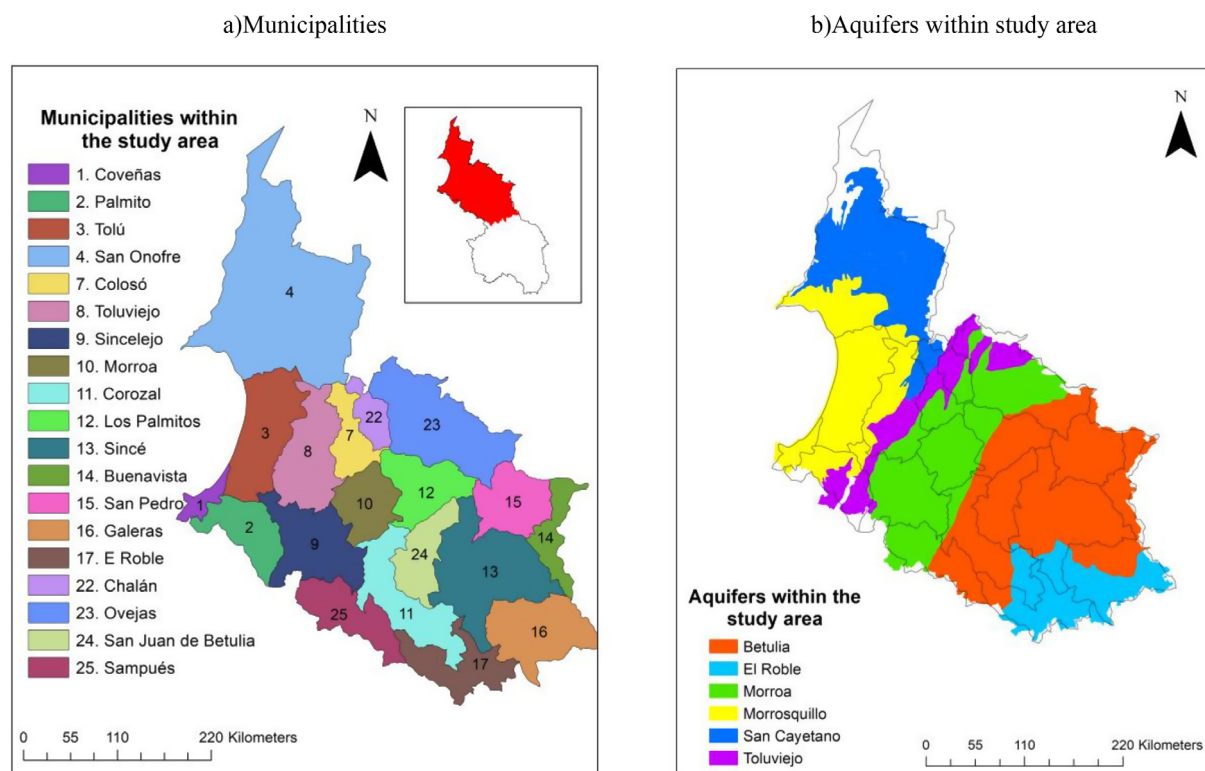 a)Municipalities
Municipalities within
the study area
N
1. Coveñas
2. Palmito
3. Tolú
4. San Onofre
7. Colosó
8. Toluviejo
9. Sincelejo
10. Morroa
11. Corozal
12. Los Palmitos
13. Sincé
14. Buenavista
15. San Pedro
16. Galeras
17. E Roble
22. Chalán
23. Ovejas
24. San Juan de Betulia
25. Sampués
4
3
8
7
22
23
1
2
9
10
12
15
14
24
13
25
11
16
17
0 55 110 220 Kilometers
b)Aquifers within study area
N
Aquifers within the
study area
Betulia
El Roble
Morroa
Morrosquillo
San Cayetano
Toluviejo
0 55 110 220 Kilometers